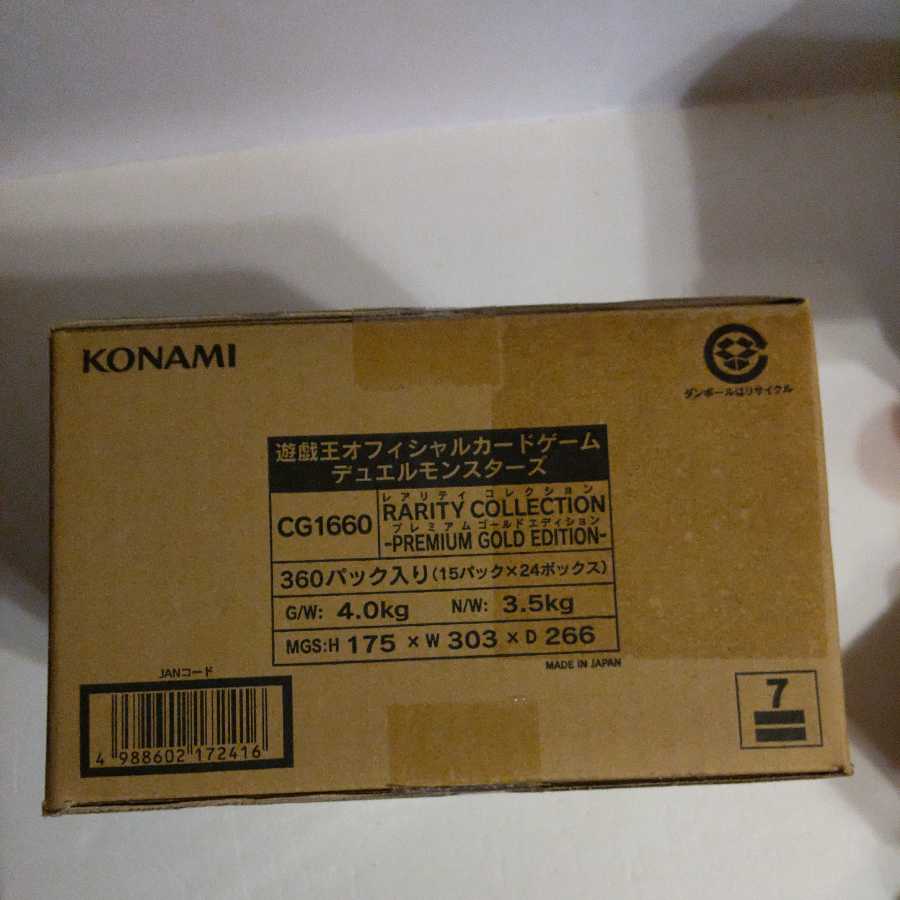 KONAMI
ダンボールはリサイクル
遊戯王オフィシャルカードゲーム
デュエルモンスターズ
CG1660
レアリティ コレクション
RARITY COLLECTION
プレミアムゴールドエディション
-PREMIUM GOLD EDITION-
360パック入り(15パック×24ボックス)
G/W: 4.0kg N/W: 3.5kg
MGS:H 175 × W 303 × D 266
MADE IN JAPAN
JANコード
4 988602 172416
7